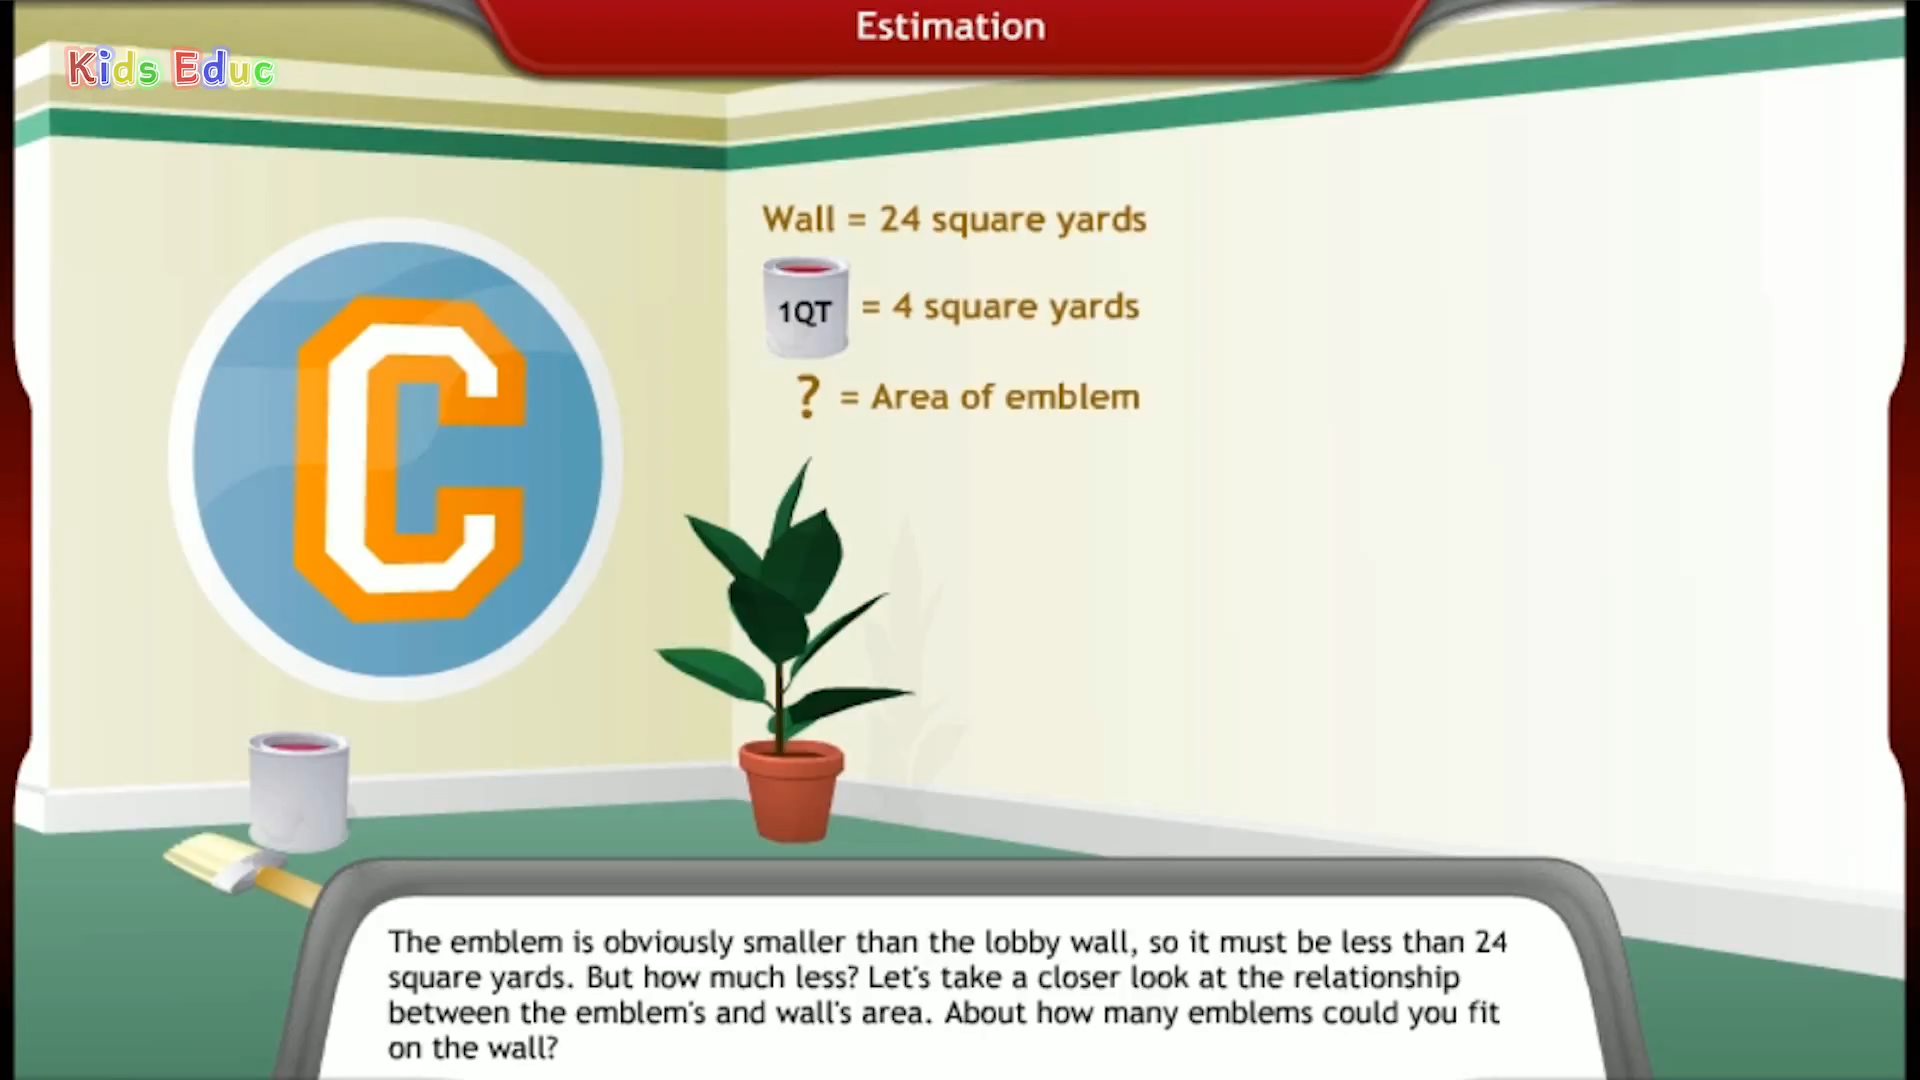 Estimation
Kids Educ
Wall = 24 square yards
1QT = 4 square yards
? = Area of emblem
C
The emblem is obviously smaller than the lobby wall, so it must be less than 24
square yards. But how much less? Let's take a closer look at the relationship
between the emblem's and wall's area. About how many emblems could you fit
on the wall?